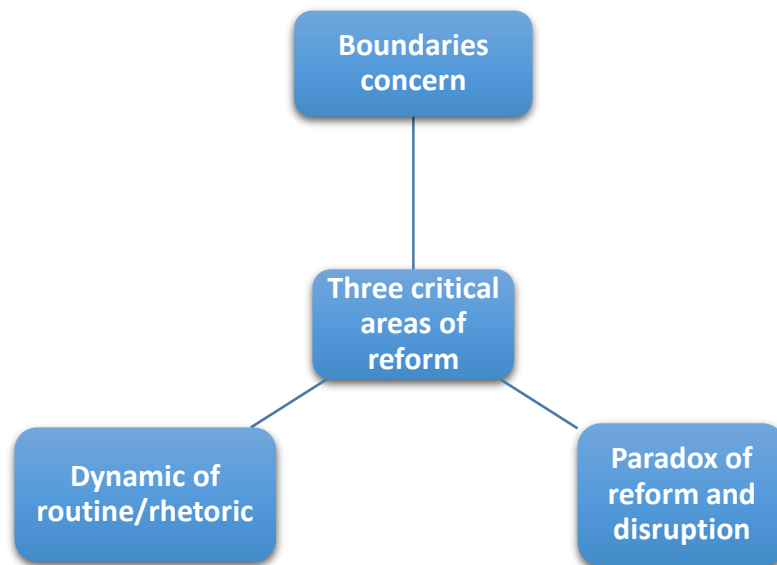 Boundaries
concern
Three critical
areas of
reform
Dynamic of
routine/rhetoric
Paradox of
reform and
disruption